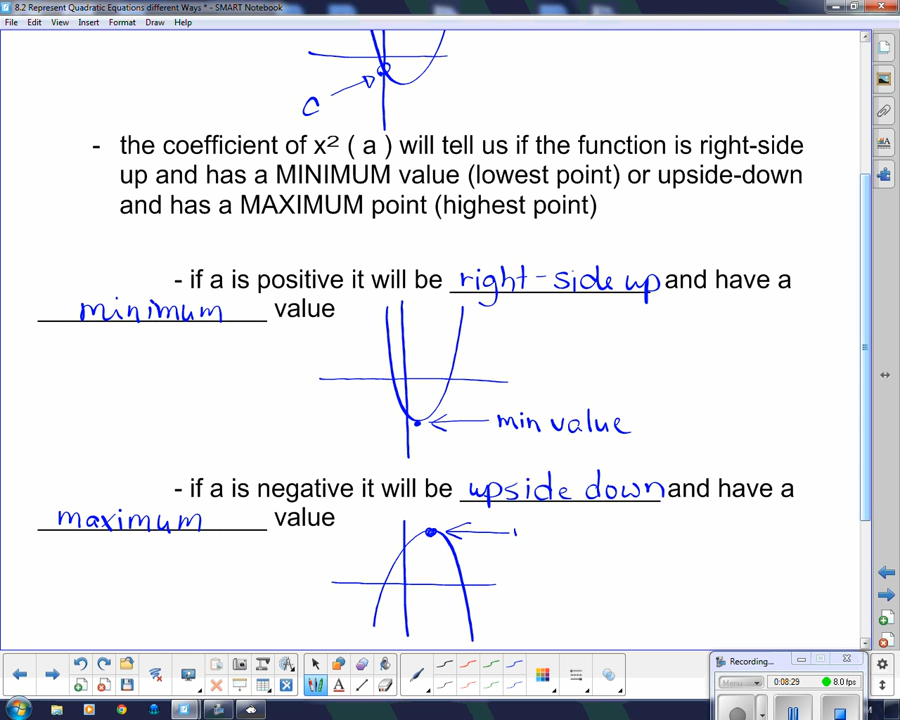 8.2 Represent Quadratic Equations different Ways * - SMART Notebook
File Edit View Insert Format Draw Help
C
- the coefficient of x² ( a ) will tell us if the function is right-side
up and has a MINIMUM value (lowest point) or upside-down
and has a MAXIMUM point (highest point)
- if a is positive it will be right-side up and have a
minimum value
min value
- if a is negative it will be upside down and have a
maximum value
Recording...
Menu
0:08:29 8.0 fps